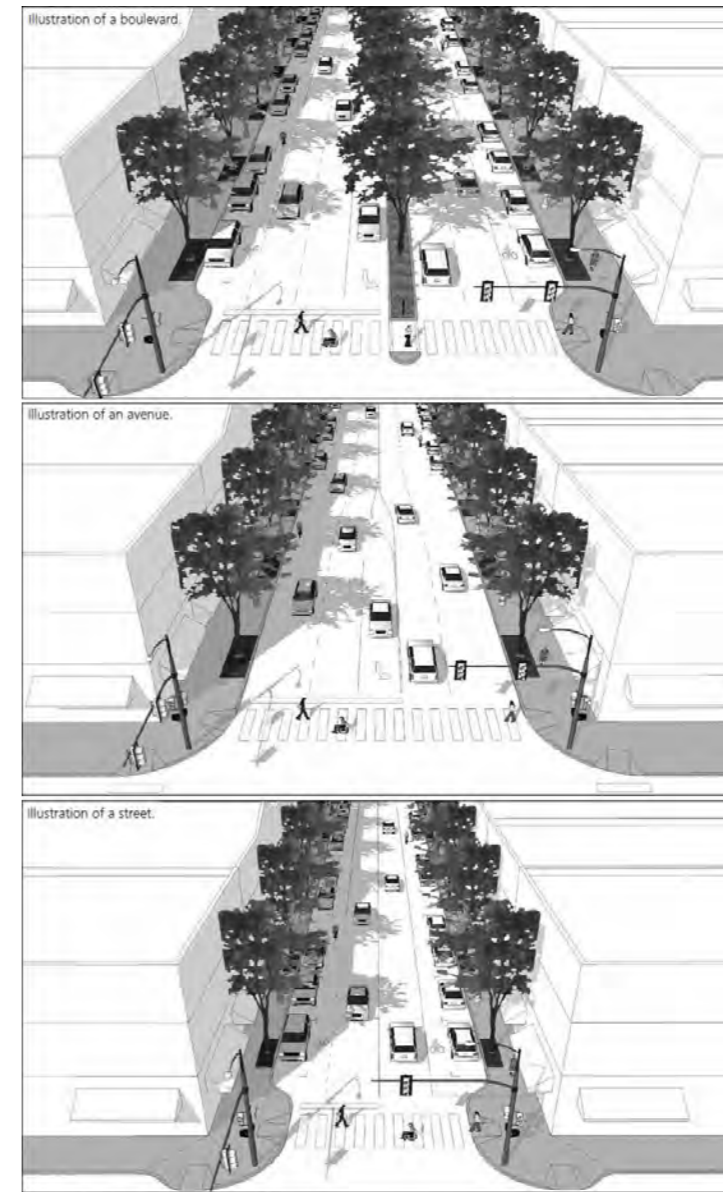 Illustration of a boulevard.
Illustration of an avenue.
Illustration of a street.